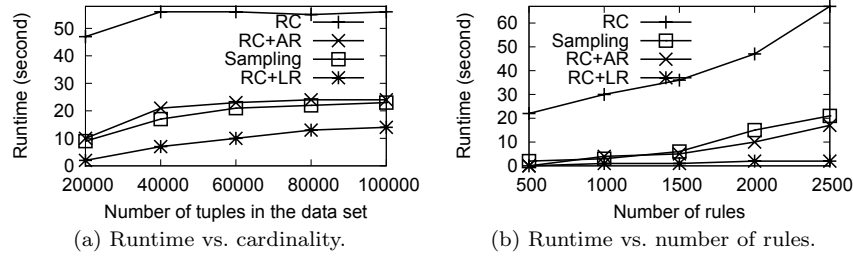 Runtime (second)
50
40
30
20
10
0
RC
RC+AR
Sampling
RC+LR
20000 40000 60000 80000 100000
Number of tuples in the data set
(a) Runtime vs. cardinality.
Runtime (second)
60
50
40
30
20
10
0
RC
Sampling
RC+AR
RC+LR
500 1000 1500 2000 2500
Number of rules
(b) Runtime vs. number of rules.